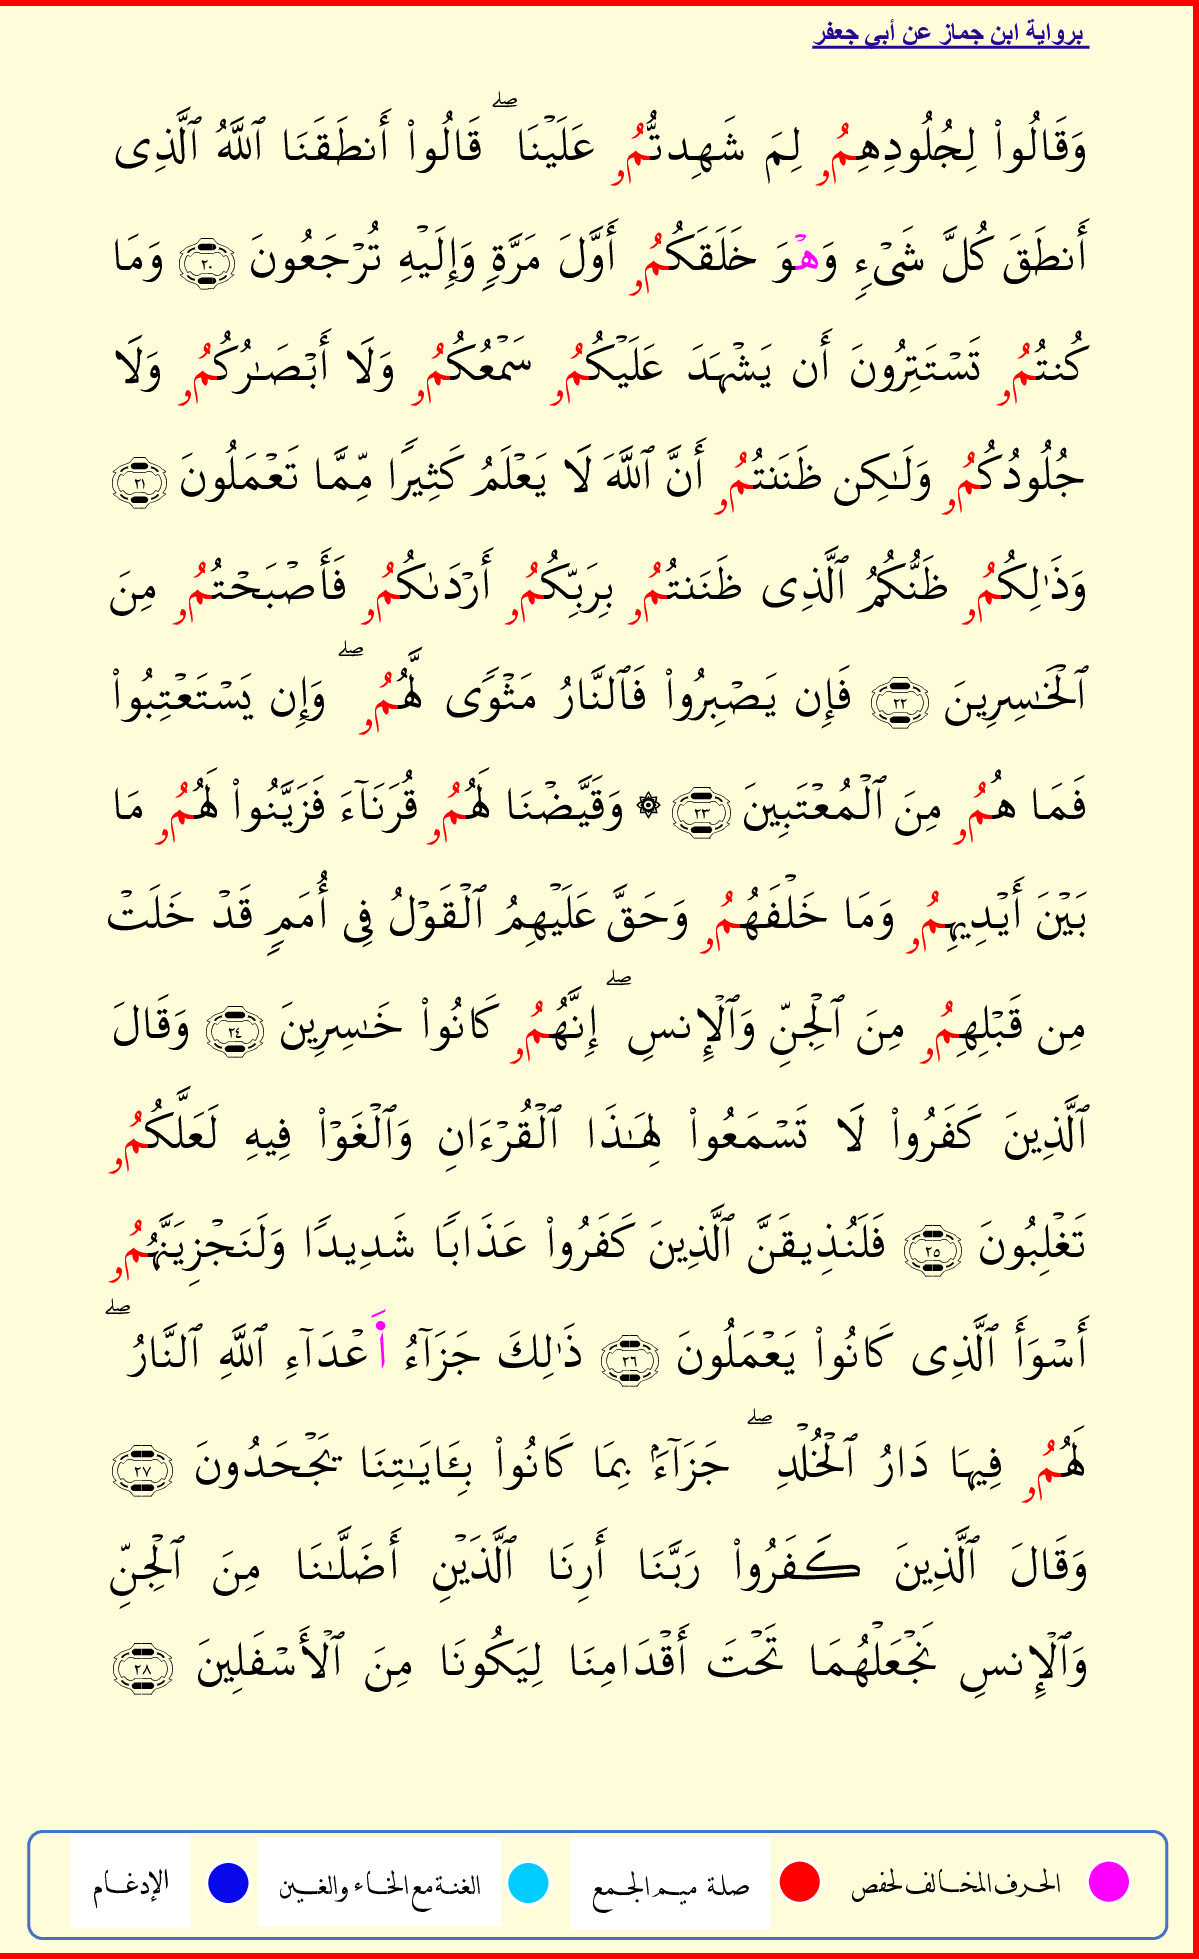 برواية ابن جماز عن أبي جعفر
وَقَالُوا۟ لِجُلُودِهِمُۥ لِمَ شَهِدتُّمُۥ عَلَيْنَا ۖ قَالُوا۟ أَنطَقَنَا ٱللَّهُ ٱلَّذِى
أَنطَقَ كُلَّ شَىْءٍ وَهْوَ خَلَقَكُمُۥ أَوَّلَ مَرَّةٍ وَإِلَيْهِ تُرْجَعُونَ ٢٠ وَمَا
كُنتُمُۥ تَسْتَتِرُونَ أَن يَشْهَدَ عَلَيْكُمُۥ سَمْعُكُمُۥ وَلَا أَبْصَـٰرُكُمُۥ وَلَا
جُلُودُكُمُۥ وَلَـٰكِن ظَنَنتُمُۥ أَنَّ ٱللَّهَ لَا يَعْلَمُ كَثِيرًا مِّمَّا تَعْمَلُونَ ٢١
وَذَٰلِكُمُۥ ظَنُّكُمُ ٱلَّذِى ظَنَنتُمُۥ بِرَبِّكُمُۥ أَرْدَىٰكُمُۥ فَأَصْبَحْتُمُۥ مِنَ
ٱلْخَـٰسِرِينَ ٢٢ فَإِن يَصْبِرُوا۟ فَٱلنَّارُ مَثْوًى لَّهُمُۥ ۖ وَإِن يَسْتَعْتِبُوا۟
فَمَا هُمُۥ مِنَ ٱلْمُعْتَبِينَ ٢٣ ۞ وَقَيَّضْنَا لَهُمُۥ قُرَنَآءَ فَزَيَّنُوا۟ لَهُمُۥ مَا
بَيْنَ أَيْدِيهِمُۥ وَمَا خَلْفَهُمُۥ وَحَقَّ عَلَيْهِمُ ٱلْقَوْلُ فِى أُمَمٍ قَدْ خَلَتْ
مِن قَبْلِهِمُۥ مِنَ ٱلْجِنِّ وَٱلْإِنسِ ۖ إِنَّهُمُۥ كَانُوا۟ خَـٰسِرِينَ ٢٤ وَقَالَ
ٱلَّذِينَ كَفَرُوا۟ لَا تَسْمَعُوا۟ لِهَـٰذَا ٱلْقُرْءَانِ وَٱلْغَوْا۟ فِيهِ لَعَلَّكُمُۥ
تَغْلِبُونَ ٢٥ فَلَنُذِيقَنَّ ٱلَّذِينَ كَفَرُوا۟ عَذَابًا شَدِيدًا وَلَنَجْزِيَنَّهُمُۥ
أَسْوَأَ ٱلَّذِى كَانُوا۟ يَعْمَلُونَ ٢٦ ذَٰلِكَ جَزَآءُ اَ۬عْدَآءِ ٱللَّهِ ٱلنَّارُ ۖ
لَهُمُۥ فِيهَا دَارُ ٱلْخُلْدِ ۖ جَزَآءًۢ بِمَا كَانُوا۟ بِـَٔايَـٰتِنَا يَجْحَدُونَ ٢٧
وَقَالَ ٱلَّذِينَ كَفَرُوا۟ رَبَّنَا أَرِنَا ٱلَّذَيْنِ أَضَلَّـٰنَا مِنَ ٱلْجِنِّ
وَٱلْإِنسِ نَجْعَلْهُمَا تَحْتَ أَقْدَامِنَا لِيَكُونَا مِنَ ٱلْأَسْفَلِينَ ٢٨
الحرف المخالف لحفص صلة ميم الجمع الغنة مع الخاء والغين الإدغام